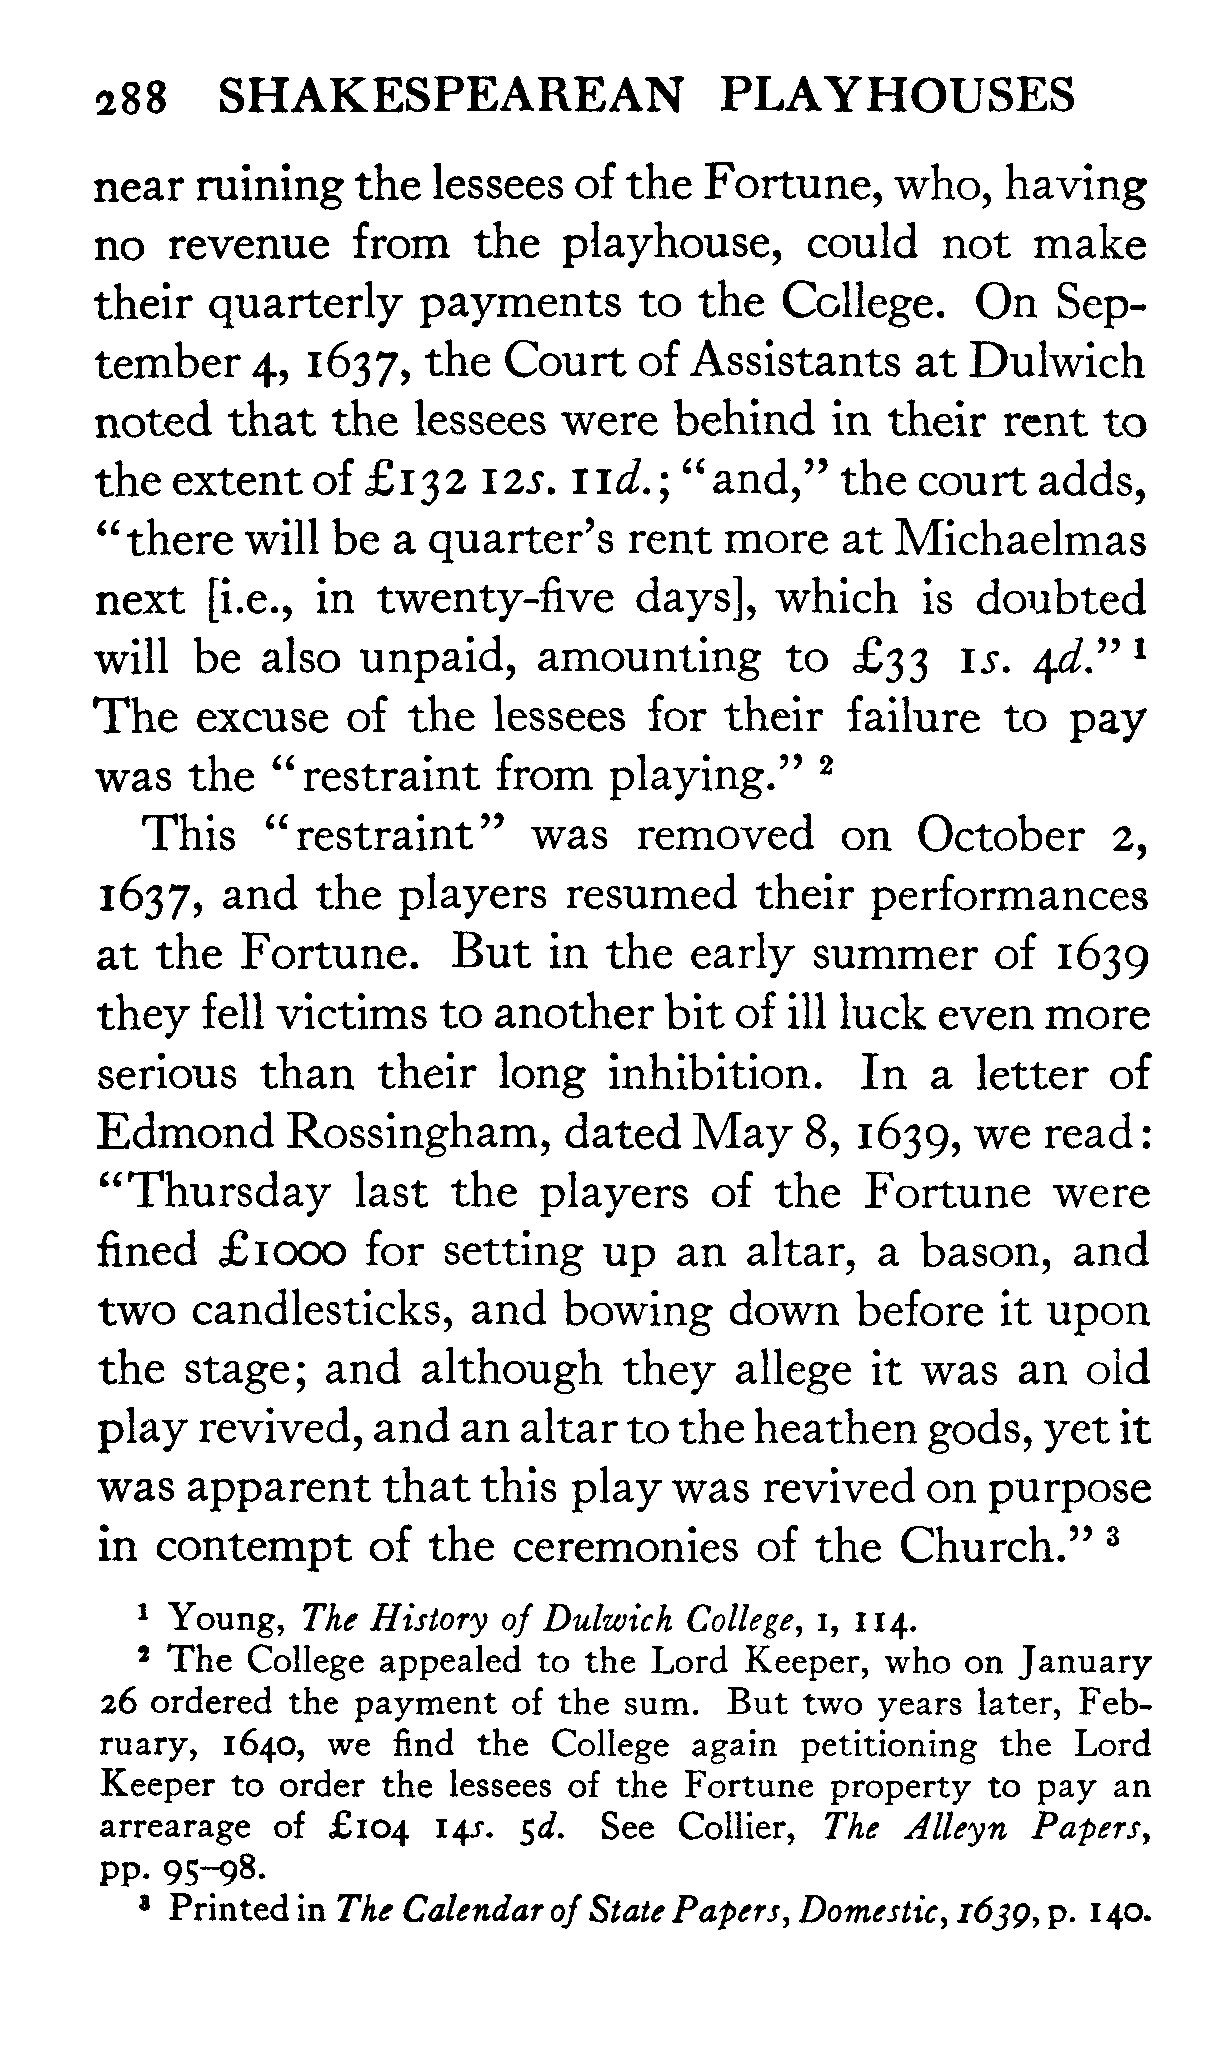 288 SHAKESPEAREAN PLAYHOUSES
near ruining the lessees of the Fortune, who, having
no revenue from the playhouse, could not make
their quarterly payments to the College. On Sep-
tember 4, 1637, the Court of Assistants at Dulwich
noted that the lessees were behind in their rent to
the extent of £132 12s. 11d.; “and,” the court adds,
“there will be a quarter’s rent more at Michaelmas
next [i.e., in twenty-five days], which is doubted
will be also unpaid, amounting to £33 1s. 4d.” ¹
The excuse of the lessees for their failure to pay
was the “restraint from playing.” ²
This “restraint” was removed on October 2,
1637, and the players resumed their performances
at the Fortune. But in the early summer of 1639
they fell victims to another bit of ill luck even more
serious than their long inhibition. In a letter of
Edmond Rossingham, dated May 8, 1639, we read:
“Thursday last the players of the Fortune were
fined £1000 for setting up an altar, a bason, and
two candlesticks, and bowing down before it upon
the stage; and although they allege it was an old
play revived, and an altar to the heathen gods, yet it
was apparent that this play was revived on purpose
in contempt of the ceremonies of the Church.” ³
¹ Young, The History of Dulwich College, I, 114.
² The College appealed to the Lord Keeper, who on January
26 ordered the payment of the sum. But two years later, Feb-
ruary, 1640, we find the College again petitioning the Lord
Keeper to order the lessees of the Fortune property to pay an
arrearage of £104 14s. 5d. See Collier, The Alleyn Papers,
pp. 95–98.
³ Printed in The Calendar of State Papers, Domestic, 1639, p. 140.